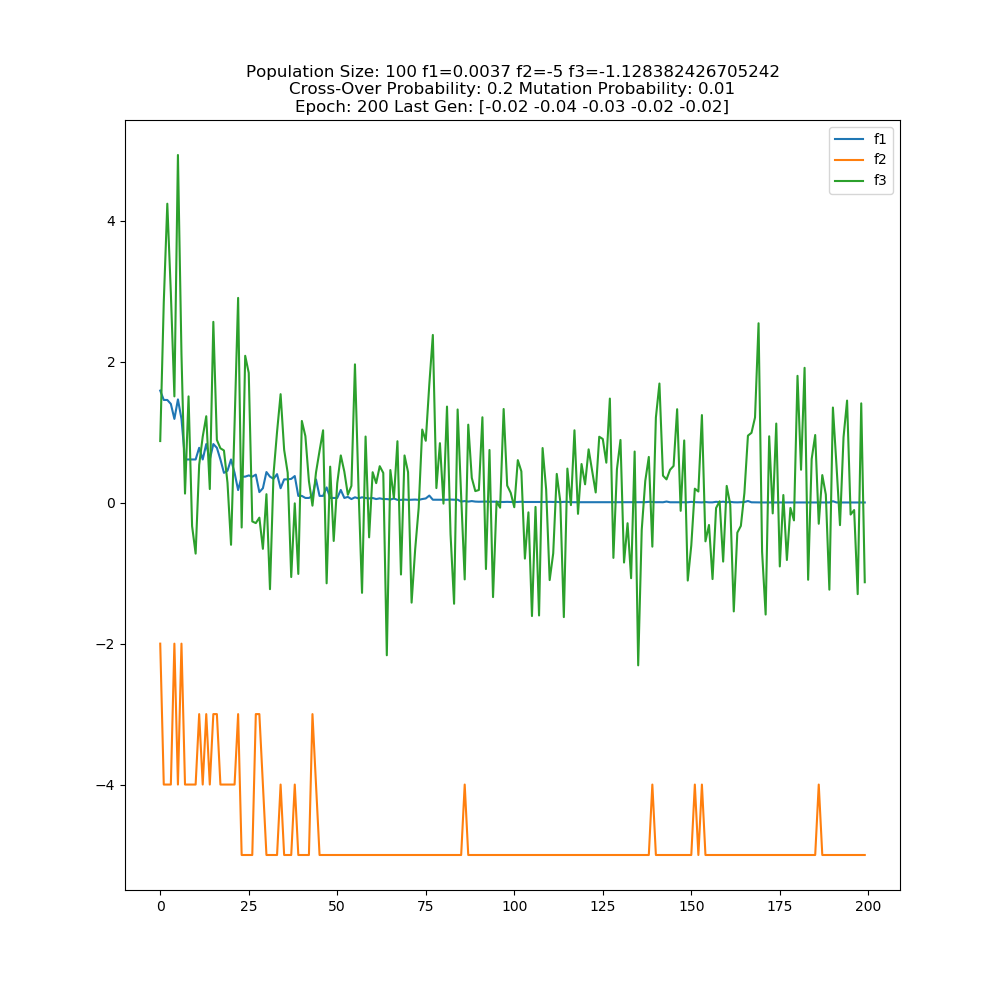 Population Size: 100 f1=0.0037 f2=-5 f3=-1.128382426705242
Cross-Over Probability: 0.2 Mutation Probability: 0.01
Epoch: 200 Last Gen: [-0.02 -0.04 -0.03 -0.02 -0.02]
f1
f2
f3
4
2
0
−2
−4
0 25 50 75 100 125 150 175 200